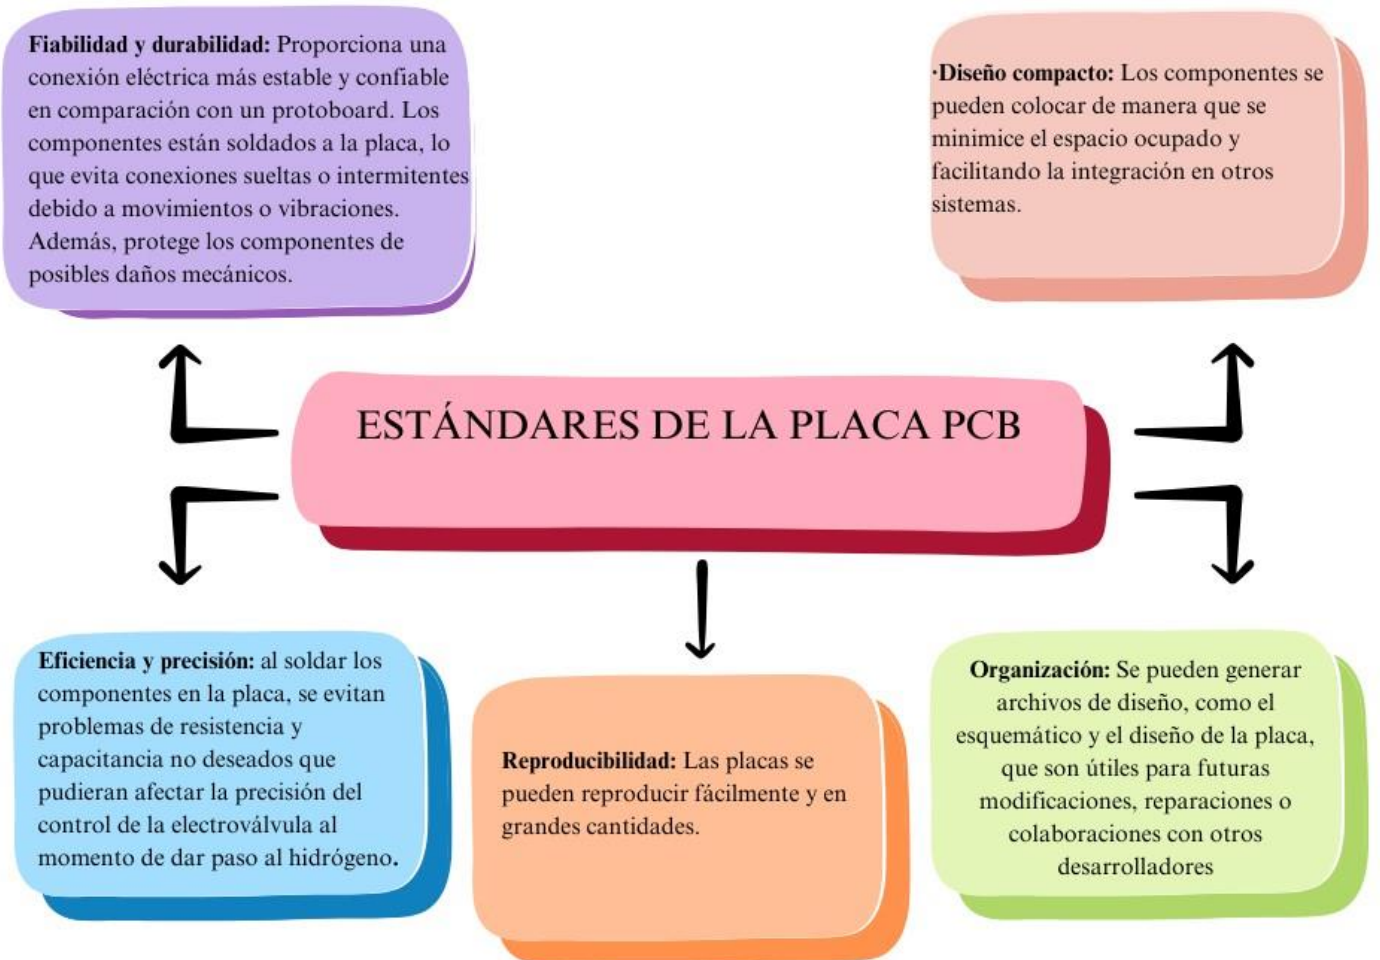 Fiabilidad y durabilidad: Proporciona una
conexión eléctrica más estable y confiable
en comparación con un protoboard. Los
componentes están soldados a la placa, lo
que evita conexiones sueltas o intermitentes
debido a movimientos o vibraciones.
Además, protege los componentes de
posibles daños mecánicos.
·Diseño compacto: Los componentes se
pueden colocar de manera que se
minimice el espacio ocupado y
facilitando la integración en otros
sistemas.
ESTÁNDARES DE LA PLACA PCB
Eficiencia y precisión: al soldar los
componentes en la placa, se evitan
problemas de resistencia y
capacitancia no deseados que
pudieran afectar la precisión del
control de la electroválvula al
momento de dar paso al hidrógeno.
Reproducibilidad: Las placas se
pueden reproducir fácilmente y en
grandes cantidades.
Organización: Se pueden generar
archivos de diseño, como el
esquemático y el diseño de la placa,
que son útiles para futuras
modificaciones, reparaciones o
colaboraciones con otros
desarrolladores